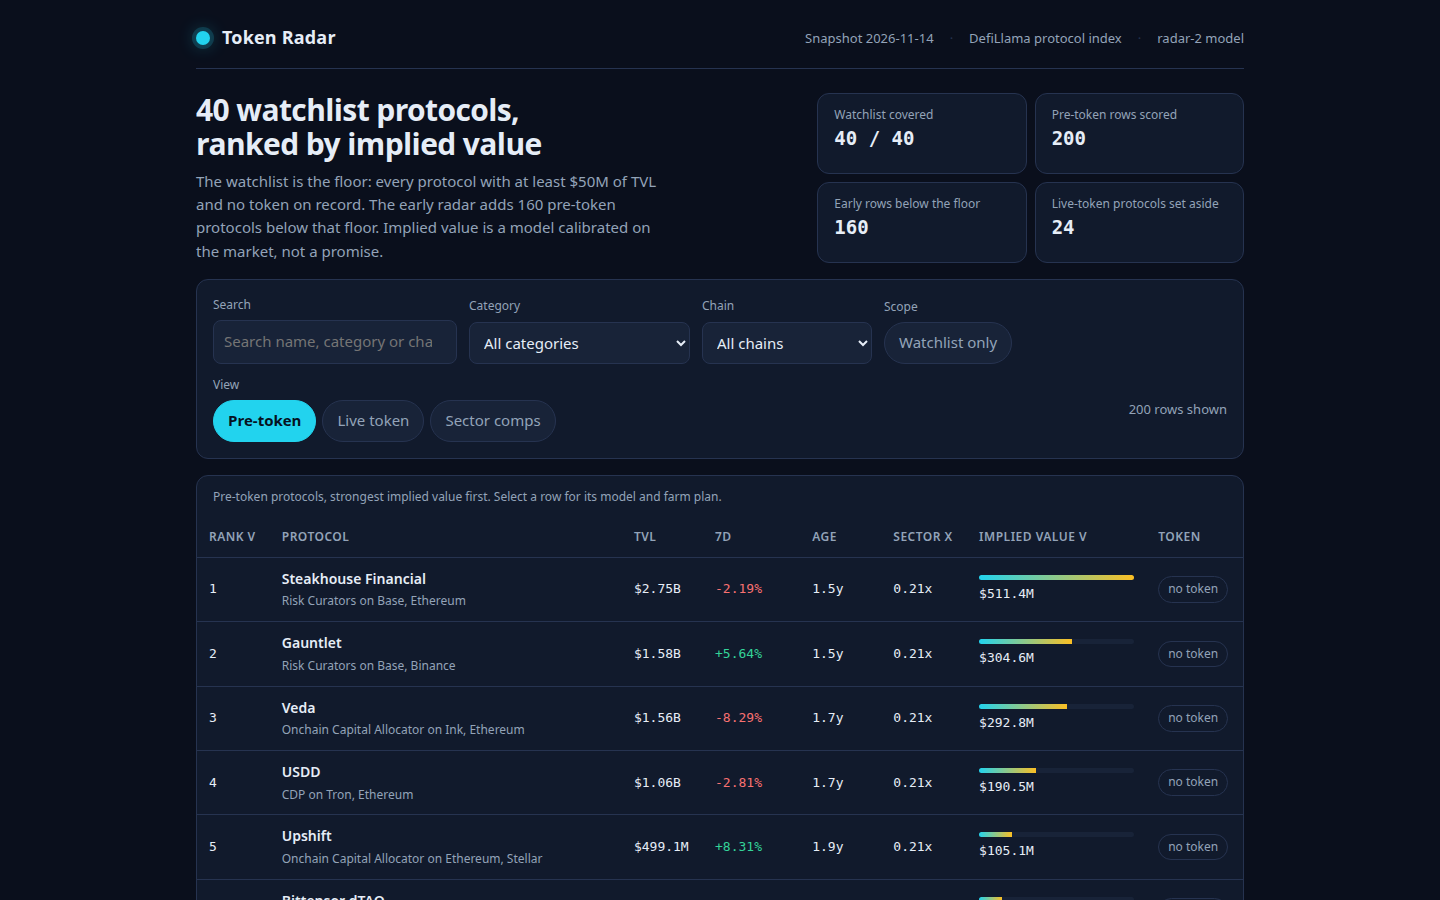 Token Radar
Snapshot 2026-11-14 · DefiLlama protocol index · radar-2 model
40 watchlist protocols,
ranked by implied value
The watchlist is the floor: every protocol with at least $50M of TVL
and no token on record. The early radar adds 160 pre-token
protocols below that floor. Implied value is a model calibrated on
the market, not a promise.
Watchlist covered
40 / 40
Pre-token rows scored
200
Early rows below the floor
160
Live-token protocols set aside
24
Search
Search name, category or cha
Category
All categories
Chain
All chains
Scope
Watchlist only
View
Pre-token
Live token
Sector comps
200 rows shown
Pre-token protocols, strongest implied value first. Select a row for its model and farm plan.
RANK V PROTOCOL TVL 7D AGE SECTOR X IMPLIED VALUE V TOKEN
1 Steakhouse Financial $2.75B -2.19% 1.5y 0.21x $511.4M no token
Risk Curators on Base, Ethereum
2 Gauntlet $1.58B +5.64% 1.5y 0.21x $304.6M no token
Risk Curators on Base, Binance
3 Veda $1.56B -8.29% 1.7y 0.21x $292.8M no token
Onchain Capital Allocator on Ink, Ethereum
4 USDD $1.06B -2.81% 1.7y 0.21x $190.5M no token
CDP on Tron, Ethereum
5 Upshift $499.1M +8.31% 1.9y 0.21x $105.1M no token
Onchain Capital Allocator on Ethereum, Stellar
Bittensor dTAO